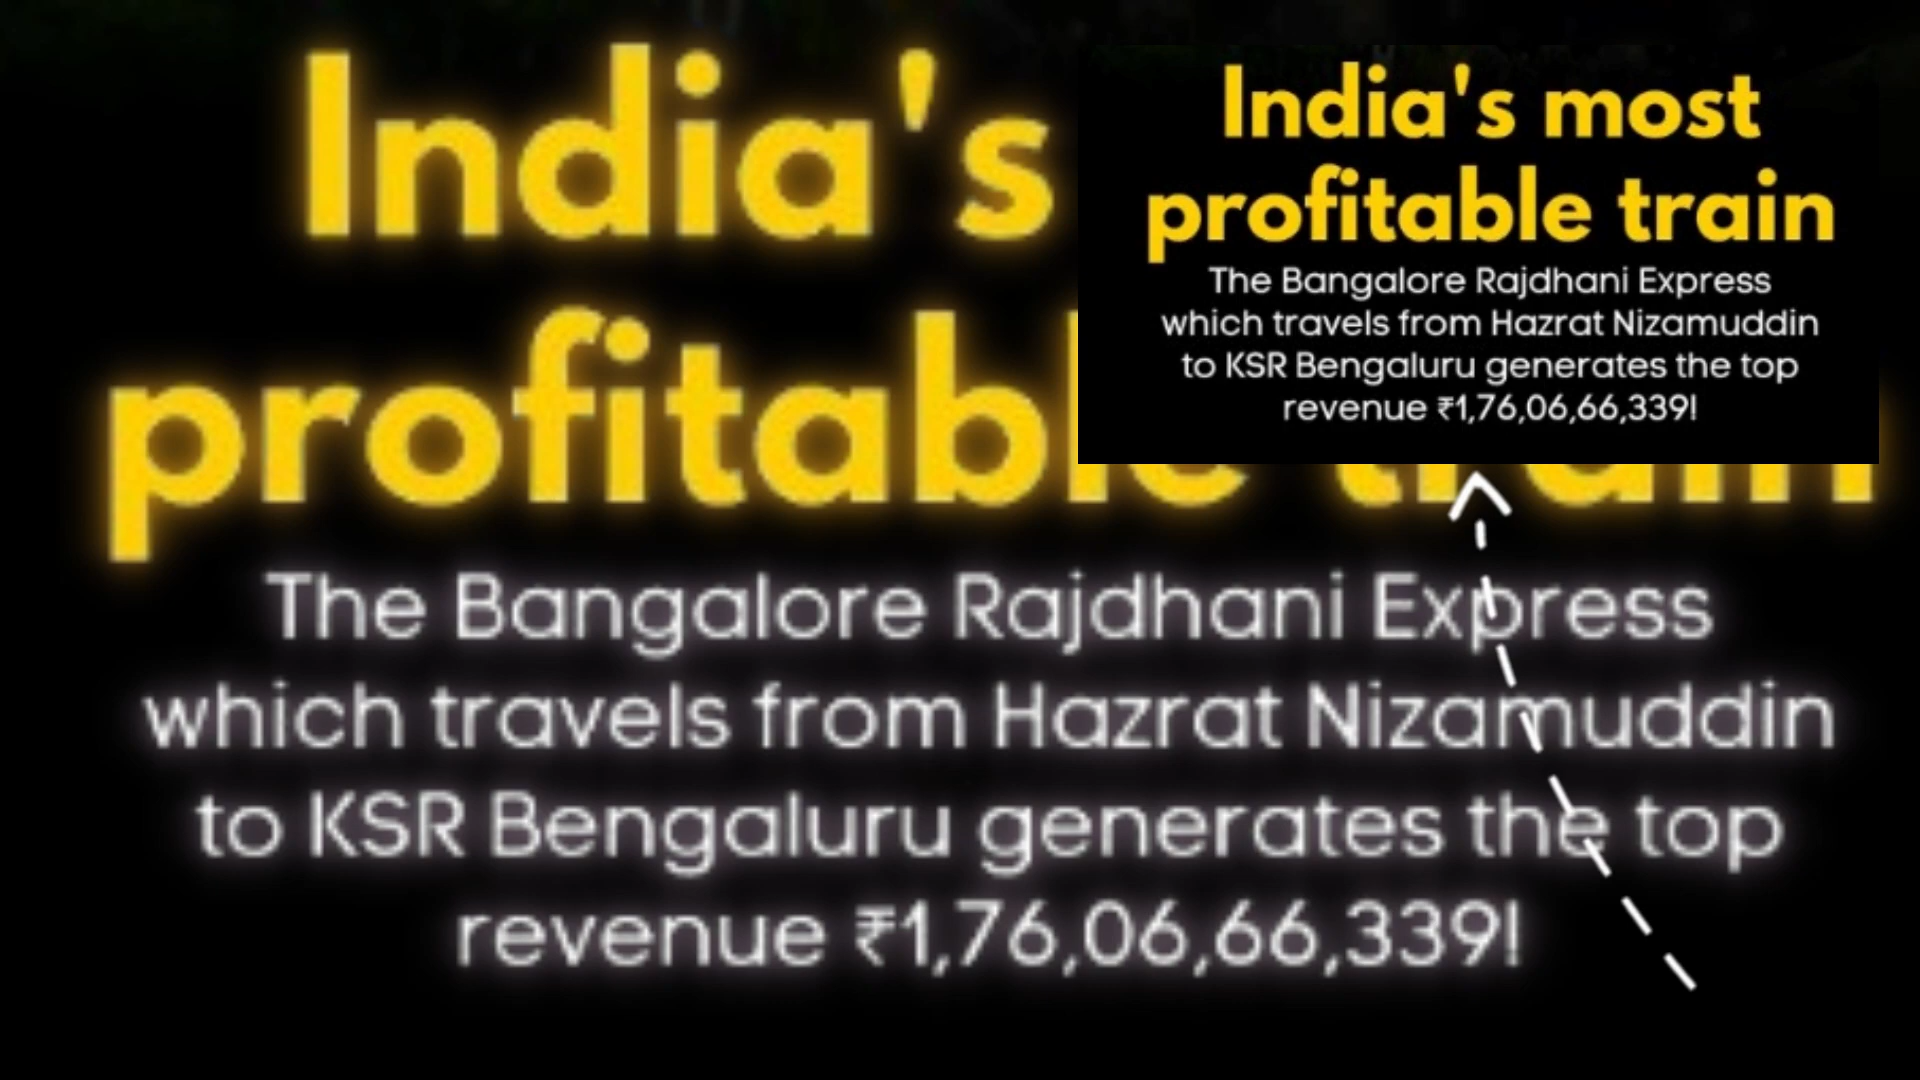 India's
profitabl train
The Bangalore Rajdhani Express
which travels from Hazrat Nizamuddin
to KSR Bengaluru generates the top
revenue ₹1,76,06,66,339!
India's most
profitable train
The Bangalore Rajdhani Express
which travels from Hazrat Nizamuddin
to KSR Bengaluru generates the top
revenue ₹1,76,06,66,339!